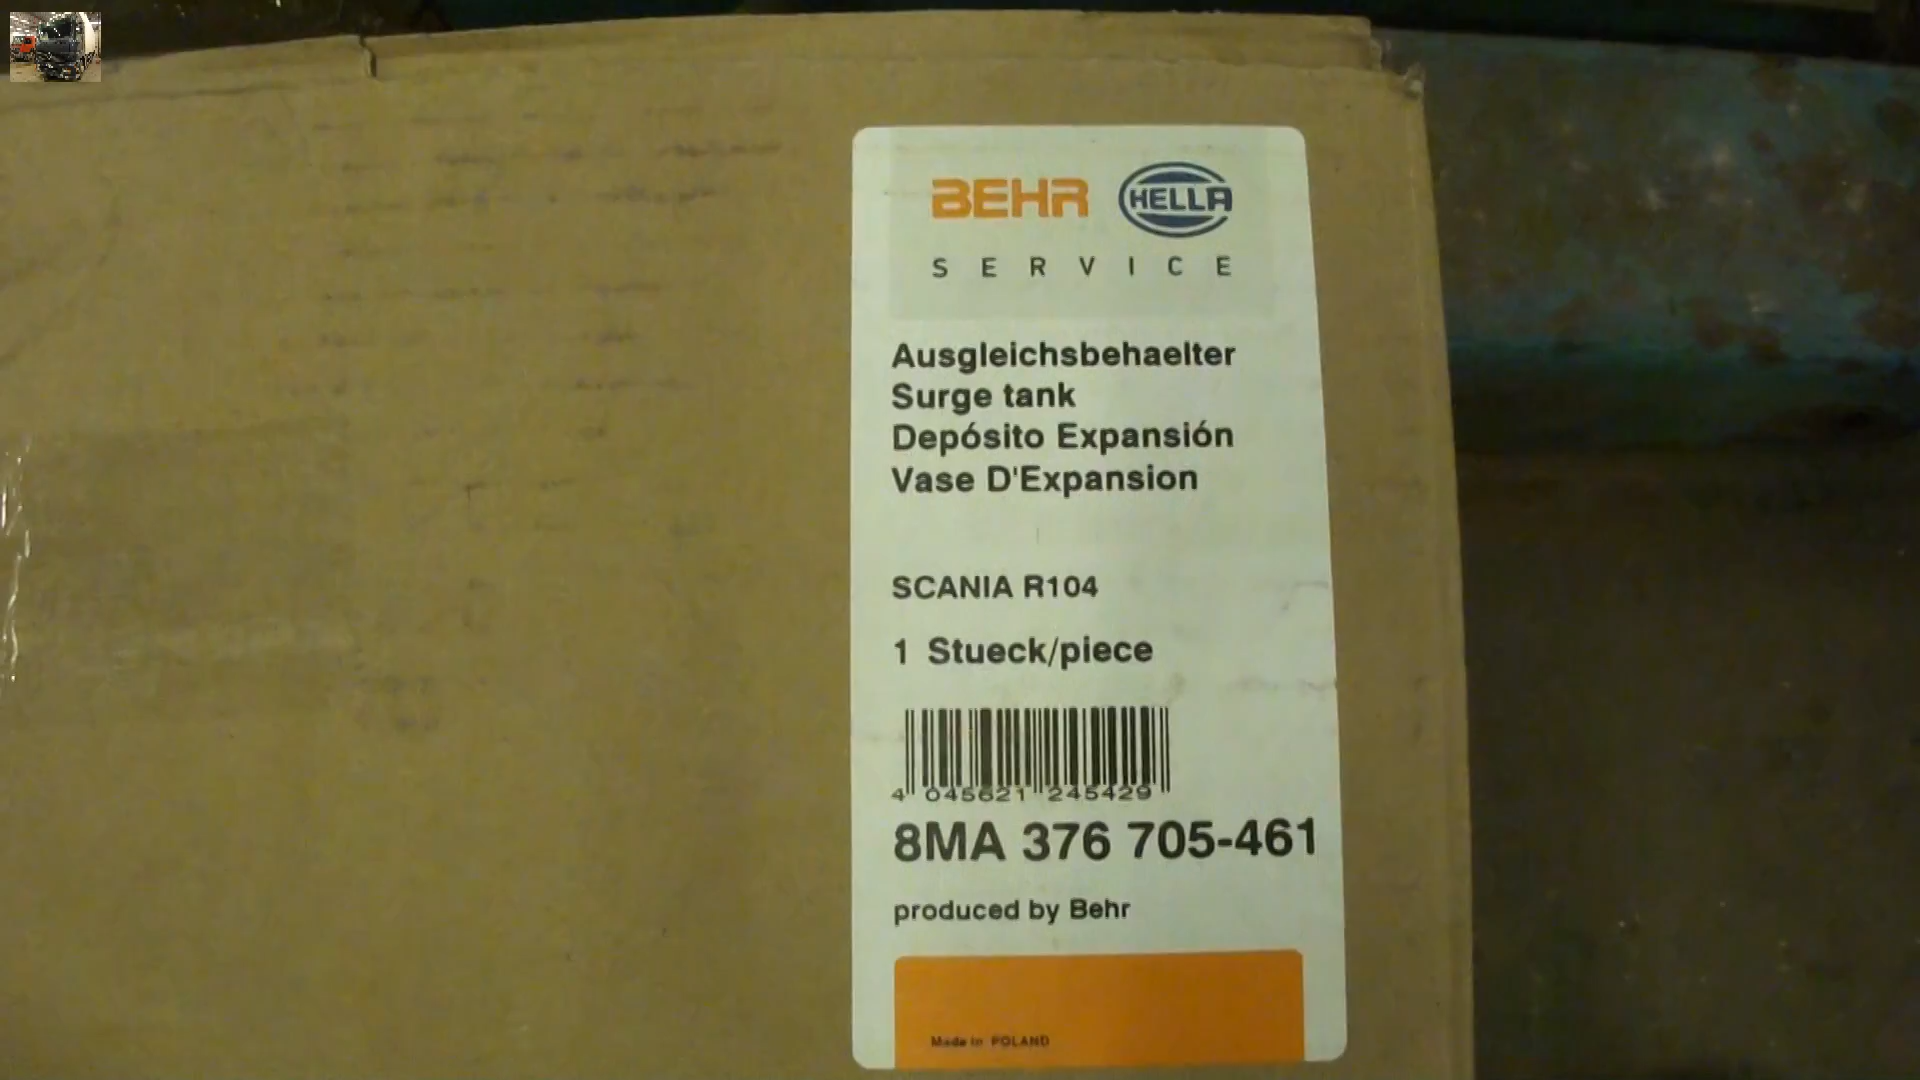 BEHR HELLA
SERVICE
Ausgleichsbehaelter
Surge tank
Depósito Expansión
Vase D'Expansion
SCANIA R104
1 Stueck/piece
4 045621 245429
8MA 376 705-461
produced by Behr
Made in POLAND